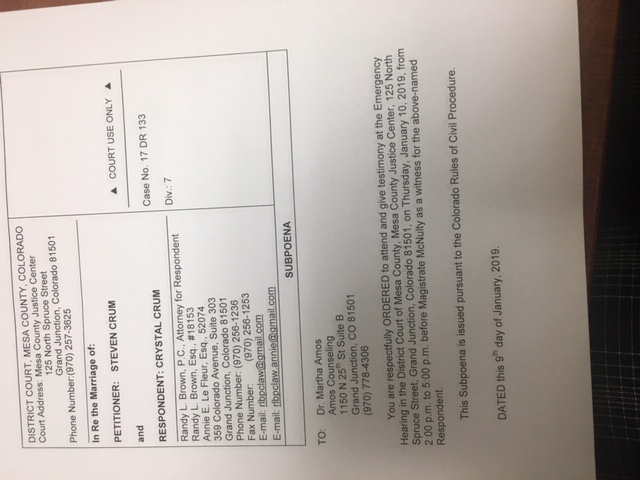 DISTRICT COURT, MESA COUNTY, COLORADO
Court Address: Mesa County Justice Center
125 North Spruce Street
Grand Junction, Colorado 81501
Phone Number:(970) 257-3625
In Re the Marriage of:
PETITIONER: STEVEN CRUM
and
RESPONDENT: CRYSTAL CRUM
▲ COURT USE ONLY ▲
Case No. 17 DR 133
Div.: 7
Randy L. Brown, P.C., Attorney for Respondent
Randy L. Brown, Esq., #18153
Annie E. Le Fleur, Esq., 52074
359 Colorado Avenue, Suite 303
Grand Junction, Colorado 81501
Phone Number: (970) 256-1236
Fax Number: (970) 256-1253
E-mail: rlbpclaw@gmail.com
E-mail: rlbpclaw.annie@gmail.com
SUBPOENA
TO: Dr. Martha Amos
Amos Counseling
1150 N 25th St Suite B
Grand Junction, CO 81501
(970) 778-4306
You are respectfully ORDERED to attend and give testimony at the Emergency
Hearing in the District Court of Mesa County, Mesa County Justice Center, 125 North
Spruce Street, Grand Junction, Colorado 81501, on Thursday, January 10, 2019, from
2:00 p.m. to 5:00 p.m. before Magistrate McNulty as a witness for the above-named
Respondent.
This Subpoena is issued pursuant to the Colorado Rules of Civil Procedure.
DATED this 9th day of January, 2019.